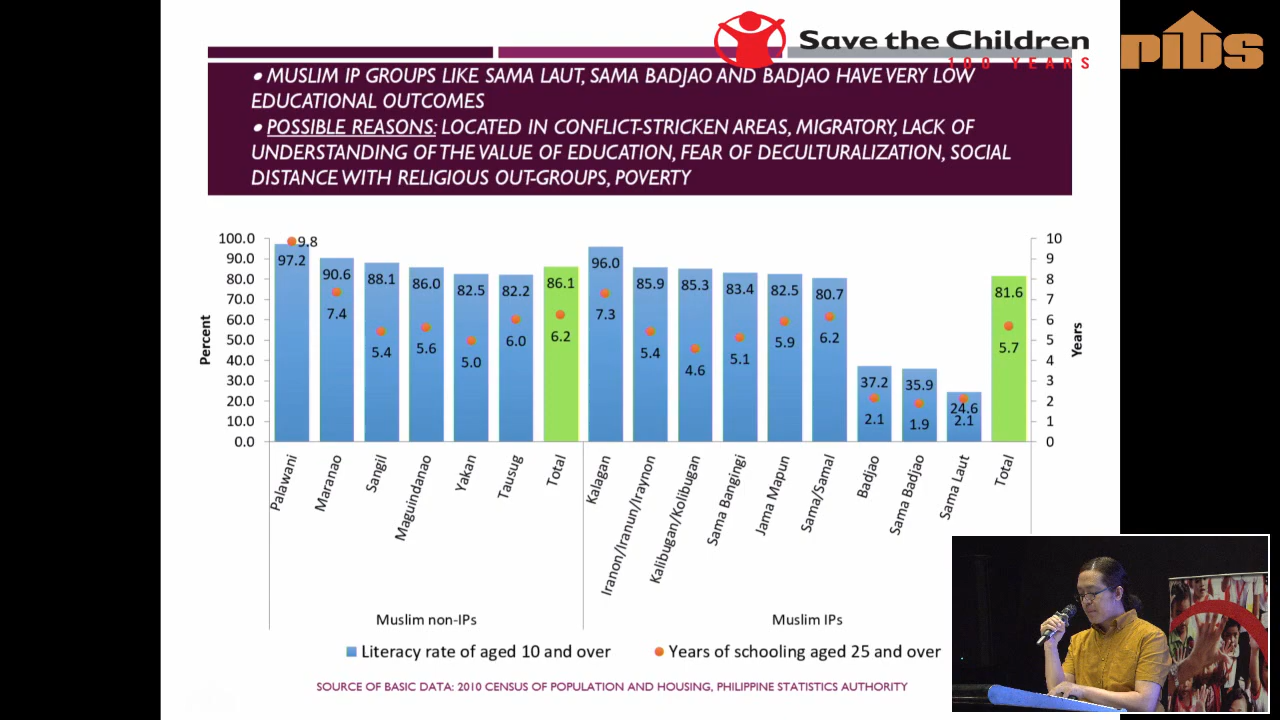 Save the Children
100 YEARS
PIDS
• MUSLIM IP GROUPS LIKE SAMA LAUT, SAMA BADJAO AND BADJAO HAVE VERY LOW
EDUCATIONAL OUTCOMES
• POSSIBLE REASONS: LOCATED IN CONFLICT-STRICKEN AREAS, MIGRATORY, LACK OF
UNDERSTANDING OF THE VALUE OF EDUCATION, FEAR OF DECULTURALIZATION, SOCIAL
DISTANCE WITH RELIGIOUS OUT-GROUPS, POVERTY
Percent
100.0
90.0
80.0
70.0
60.0
50.0
40.0
30.0
20.0
10.0
0.0
97.2
9.8
90.6
7.4
88.1
5.4
86.0
5.6
82.5
5.0
82.2
6.0
86.1
6.2
96.0
7.3
85.9
5.4
85.3
4.6
83.4
5.1
82.5
5.9
80.7
6.2
37.2
2.1
35.9
1.9
24.6
2.1
81.6
5.7
10
9
8
7
6
5
4
3
2
1
0
Years
Palawani
Maranao
Sangil
Maguindanao
Yakan
Tausug
Total
Kalagan
Iranon/Iranun/Iraynon
Kalibugan/Kolibugan
Sama Bangingi
Jama Mapun
Sama/Samal
Badjao
Sama Badjao
Sama Laut
Total
Muslim non-IPs
Muslim IPs
Literacy rate of aged 10 and over
Years of schooling aged 25 and over
SOURCE OF BASIC DATA: 2010 CENSUS OF POPULATION AND HOUSING, PHILIPPINE STATISTICS AUTHORITY